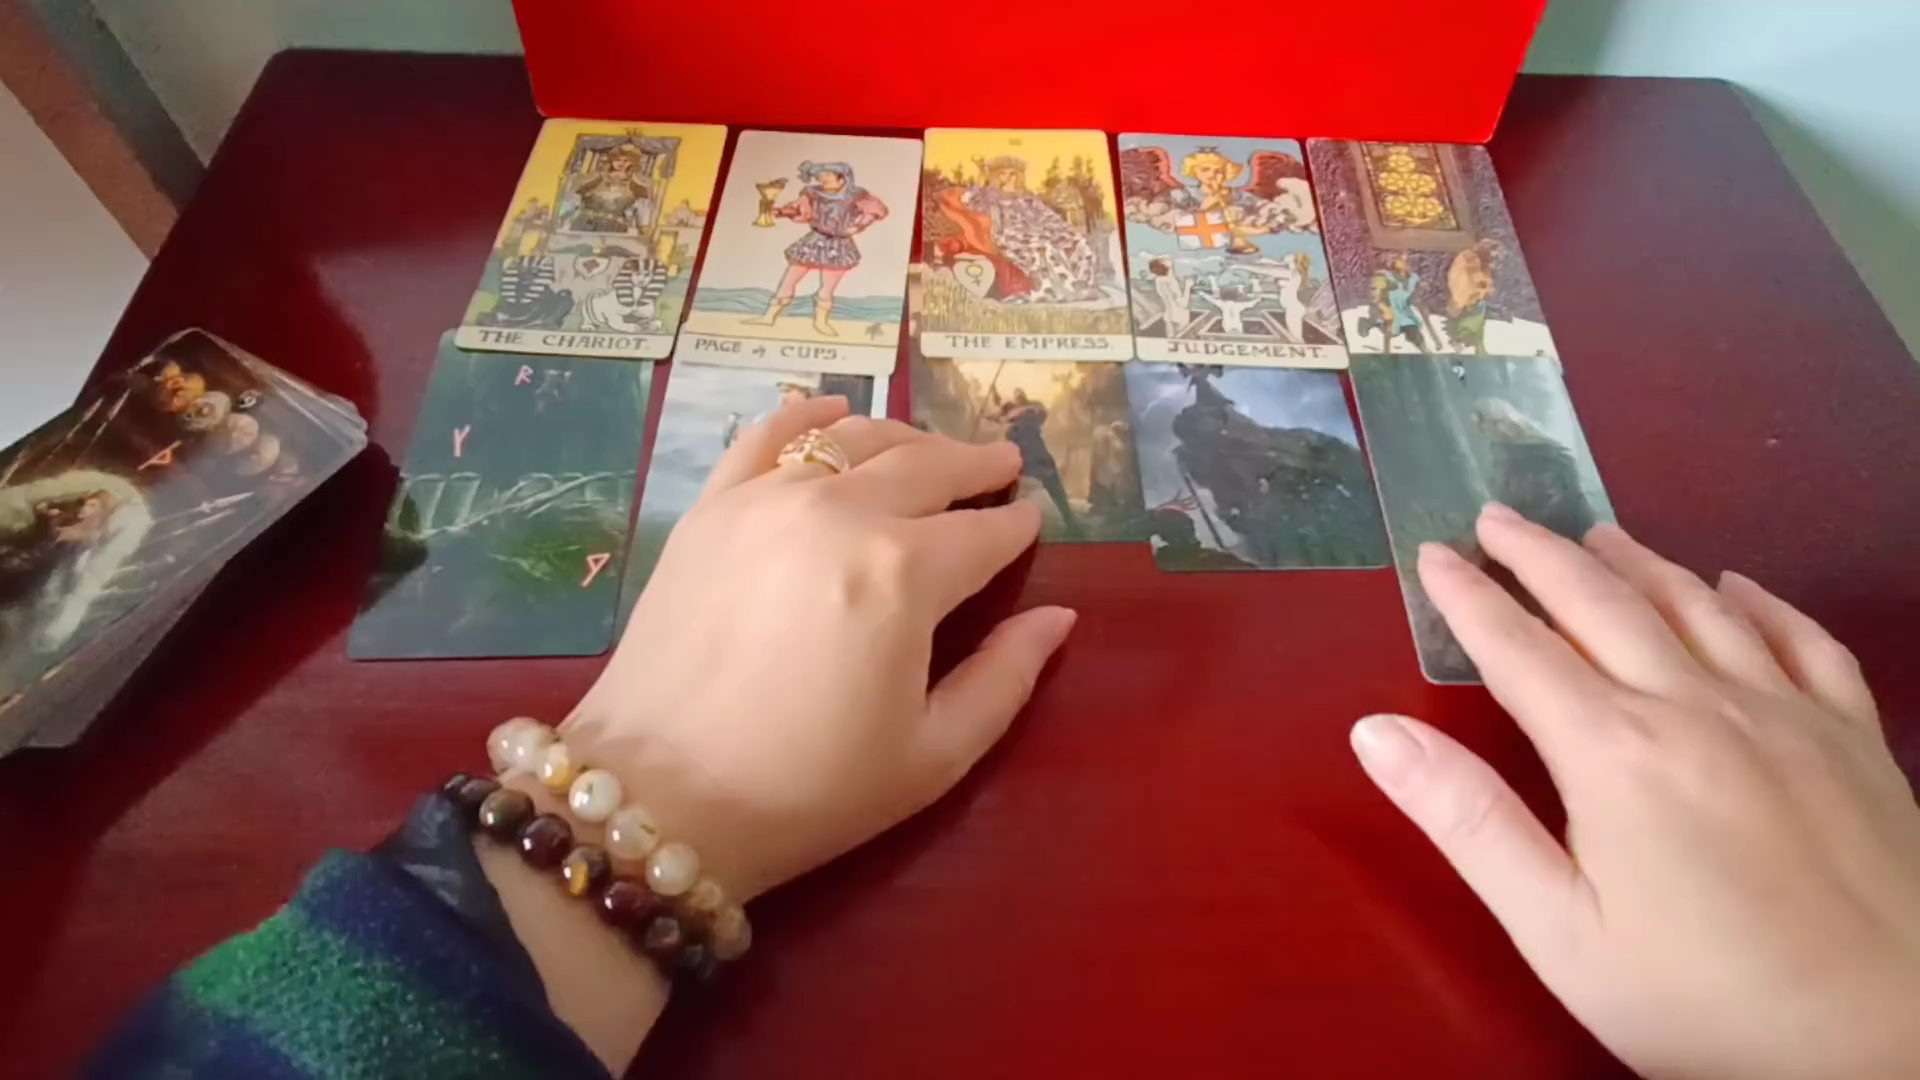 THE CHARIOT.
PAGE of CUPS.
THE EMPRESS.
JUDGEMENT.